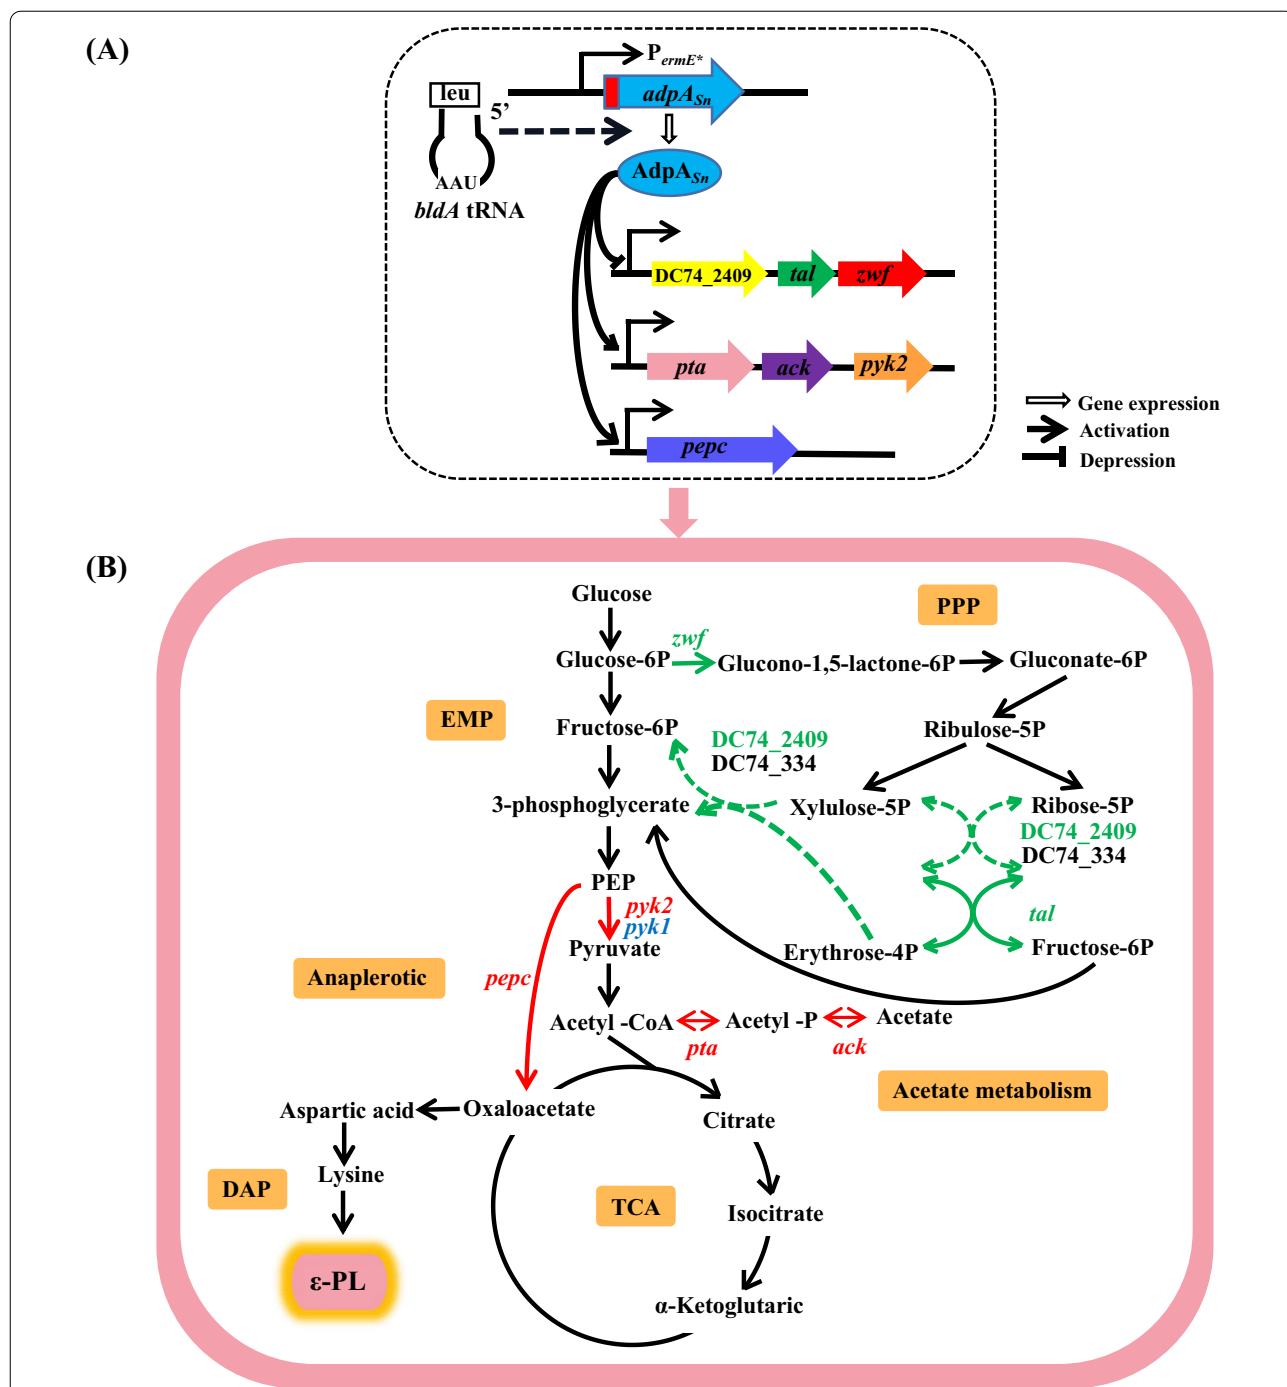 (A)
PermE*
leu
5’
adpASn
AdpASn
AAU
bldA tRNA
DC74_2409 tal zwf
pta ack pyk2
pepc
Gene expression
Activation
Depression
(B)
Glucose
PPP
zwf
Glucose-6P
Glucono-1,5-lactone-6P
Gluconate-6P
EMP
Fructose-6P
DC74_2409
DC74_334
Ribulose-5P
3-phosphoglycerate
Xylulose-5P
Ribose-5P
DC74_2409
DC74_334
PEP
pyk2
pyk1
tal
Pyruvate
Erythrose-4P
Fructose-6P
Anaplerotic
pepc
Acetyl -CoA
Acetyl -P
Acetate
pta
ack
Acetate metabolism
Aspartic acid
Oxaloacetate
Citrate
Lysine
DAP
TCA
Isocitrate
ε-PL
α-Ketoglutaric